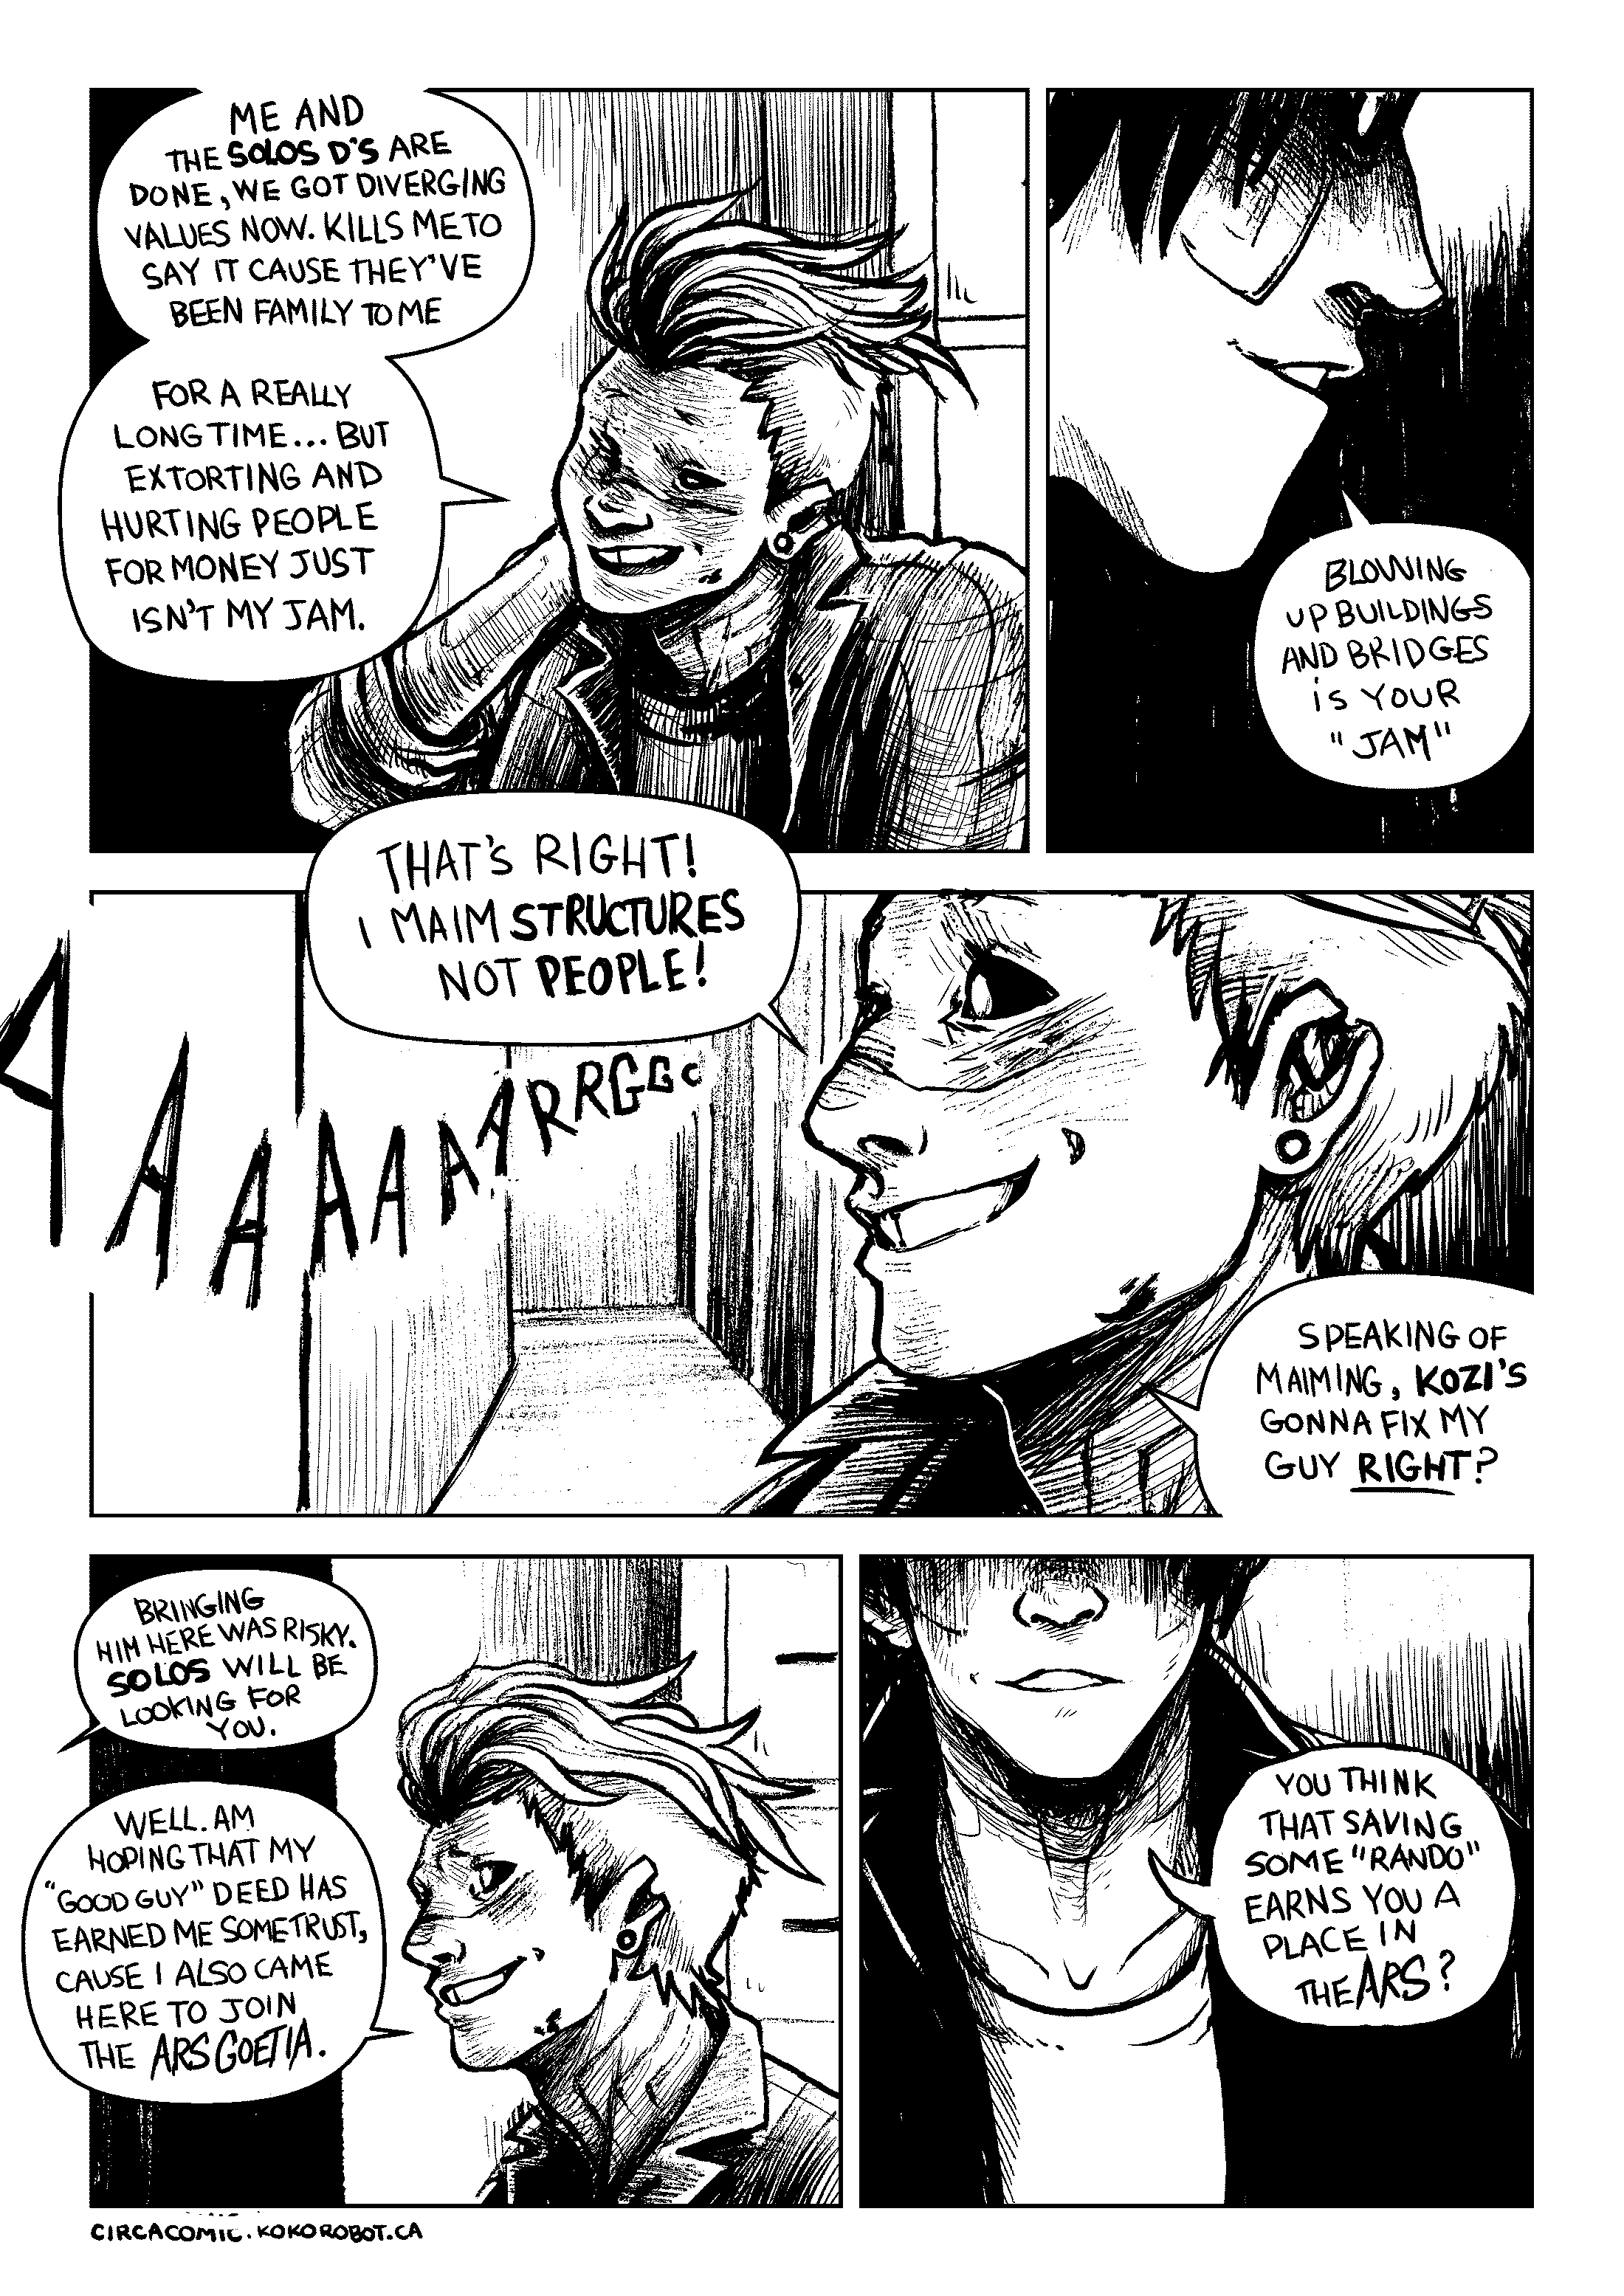 ME AND
THE SOLOS D'S ARE
DONE, WE GOT DIVERGING
VALUES NOW. KILLS ME TO
SAY IT CAUSE THEY'VE
BEEN FAMILY TO ME
FOR A REALLY
LONG TIME... BUT
EXTORTING AND
HURTING PEOPLE
FOR MONEY JUST
ISN'T MY JAM.
BLOWING
UP BUILDINGS
AND BRIDGES
iS YOUR
"JAM"
THAT'S RIGHT!
I MAIM STRUCTURES
NOT PEOPLE!
AAAAAAARRGGG
SPEAKING OF
MAIMING, KOZI'S
GONNA FIX MY
GUY RIGHT?
BRINGING
HIM HERE WAS RISKY.
SOLOS WILL BE
LOOKING FOR
YOU.
WELL. AM
HOPING THAT MY
"GOOD GUY" DEED HAS
EARNED ME SOME TRUST,
CAUSE I ALSO CAME
HERE TO JOIN
THE ARS GOETIA.
YOU THINK
THAT SAVING
SOME "RANDO"
EARNS YOU A
PLACE IN
THE ARS?
CIRCACOMIC.KOKOROBOT.CA